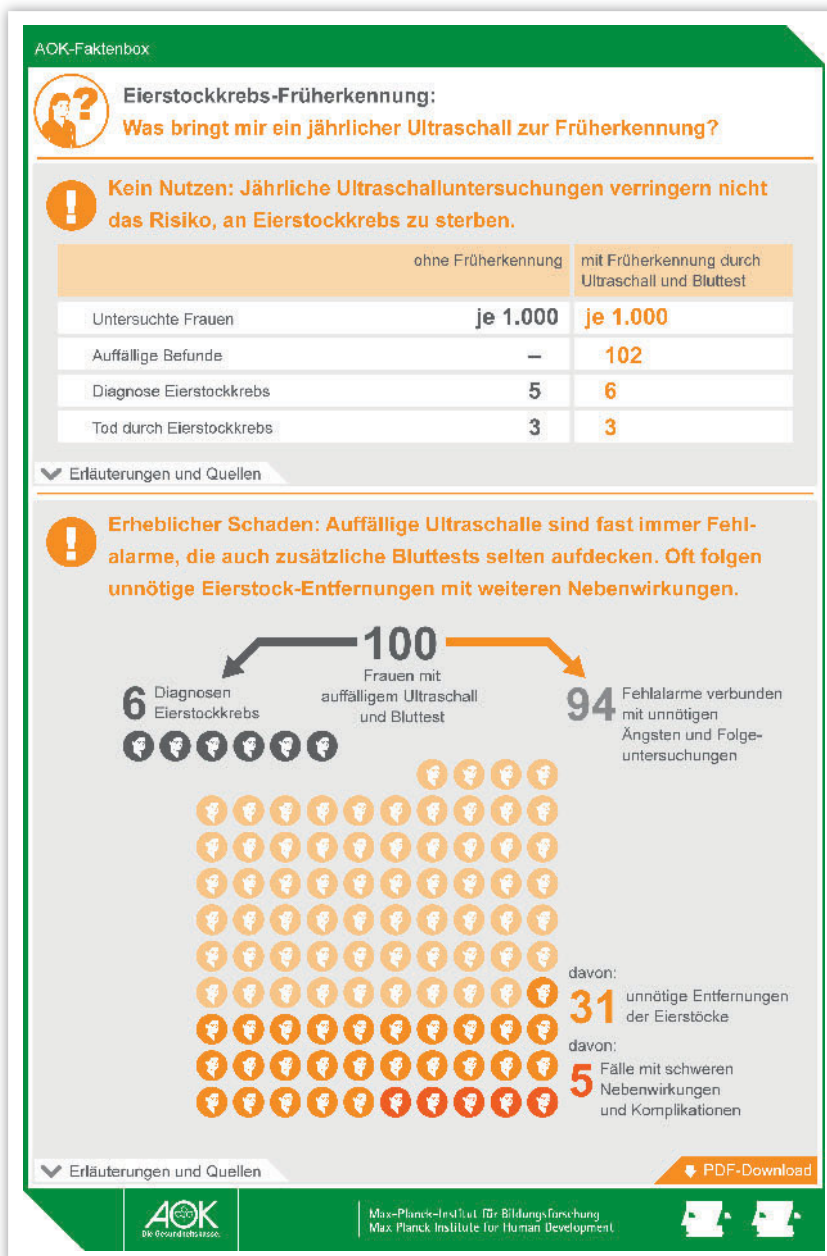 AOK-Faktenbox
?
Eierstockkrebs-Früherkennung:
Was bringt mir ein jährlicher Ultraschall zur Früherkennung?
!
Kein Nutzen: Jährliche Ultraschalluntersuchungen verringern nicht
das Risiko, an Eierstockkrebs zu sterben.
ohne Früherkennung mit Früherkennung durch
Ultraschall und Bluttest
Untersuchte Frauen je 1.000 je 1.000
Auffällige Befunde – 102
Diagnose Eierstockkrebs 5 6
Tod durch Eierstockkrebs 3 3
Erläuterungen und Quellen
!
Erheblicher Schaden: Auffällige Ultraschalle sind fast immer Fehl-
alarme, die auch zusätzliche Bluttests selten aufdecken. Oft folgen
unnötige Eierstock-Entfernungen mit weiteren Nebenwirkungen.
100
Frauen mit
auffälligem Ultraschall
und Bluttest
6 Diagnosen
Eierstockkrebs
94 Fehlalarme verbunden
mit unnötigen
Ängsten und Folge-
untersuchungen
davon:
31 unnötige Entfernungen
der Eierstöcke
davon:
5 Fälle mit schweren
Nebenwirkungen
und Komplikationen
Erläuterungen und Quellen
PDF-Download
AOK
Die Gesundheitskasse.
Max-Planck-Institut für Bildungsforschung
Max Planck Institute for Human Development